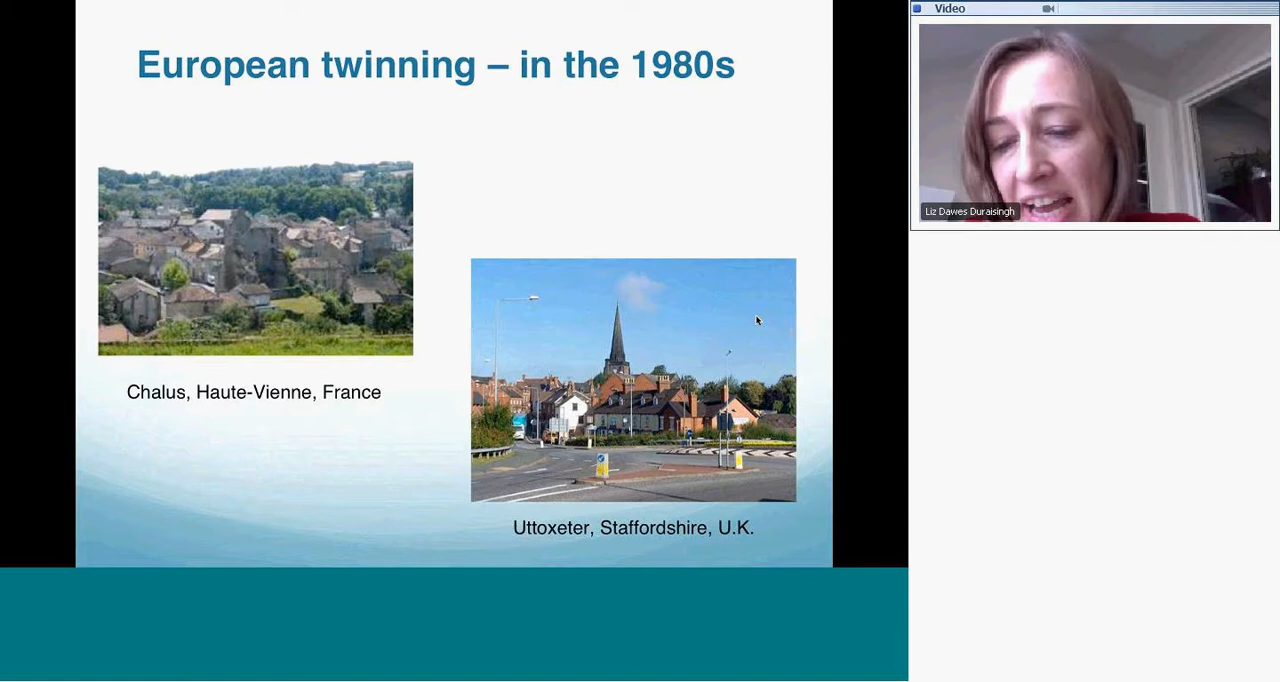 European twinning – in the 1980s
Chalus, Haute-Vienne, France
Uttoxeter, Staffordshire, U.K.
Video
Liz Dawes Duraisingh